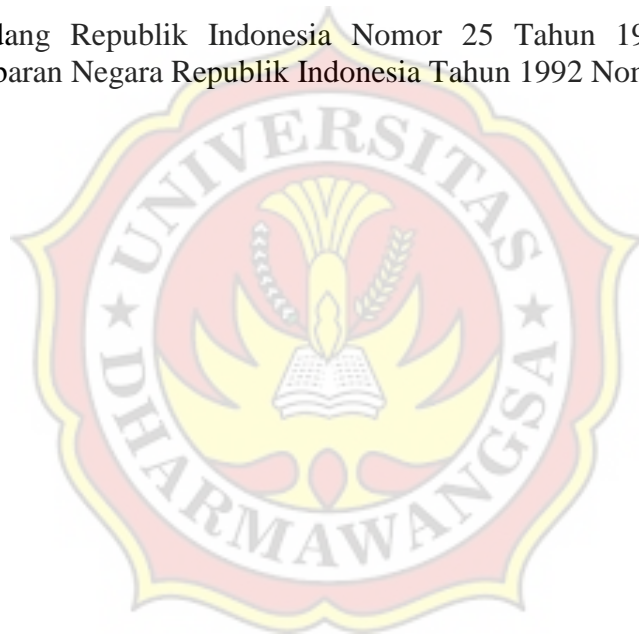 dang Republik Indonesia Nomor 25 Tahun 19
baran Negara Republik Indonesia Tahun 1992 Nor
UNIVERSITAS
DHARMAWANGSA